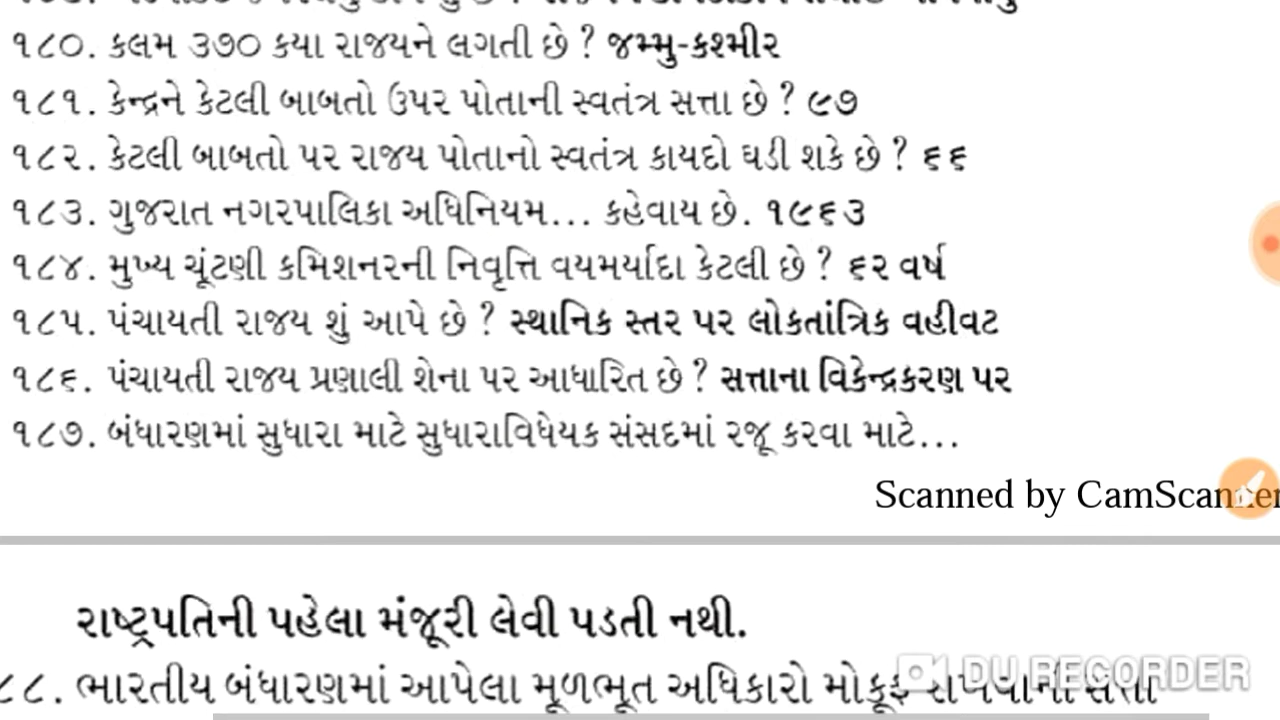 ૧૮૦. કલમ ૩૭૦ કયા રાજયને લગતી છે ? જમ્મુ-કશ્મીર
૧૮૧. કેન્દ્રને કેટલી બાબતો ઉપર પોતાની સ્વતંત્ર સત્તા છે ? ૯૭
૧૮૨. કેટલી બાબતો પર રાજય પોતાનો સ્વતંત્ર કાયદો ઘડી શકે છે ? ૬૬
૧૮૩. ગુજરાત નગરપાલિકા અધિનિયમ... કહેવાય છે. ૧૯૬૩
૧૮૪. મુખ્ય ચૂંટણી કમિશનરની નિવૃત્તિ વયમર્યાદા કેટલી છે ? ૬૨ વર્ષ
૧૮૫. પંચાયતી રાજય શું આપે છે ? સ્થાનિક સ્તર પર લોકતાંત્રિક વહીવટ
૧૮૬. પંચાયતી રાજય પ્રણાલી શેના પર આધારિત છે ? સત્તાના વિકેન્દ્રકરણ પર
૧૮૭. બંધારણમાં સુધારા માટે સુધારાવિધેયક સંસદમાં રજૂ કરવા માટે...
Scanned by CamScanner
રાષ્ટ્રપતિની પહેલા મંજૂરી લેવી પડતી નથી.
૮૮. ભારતીય બંધારણમાં આપેલા મૂળભૂત અધિકારો મોકૂફ રાખવાની સત્તા
DU RECORDER